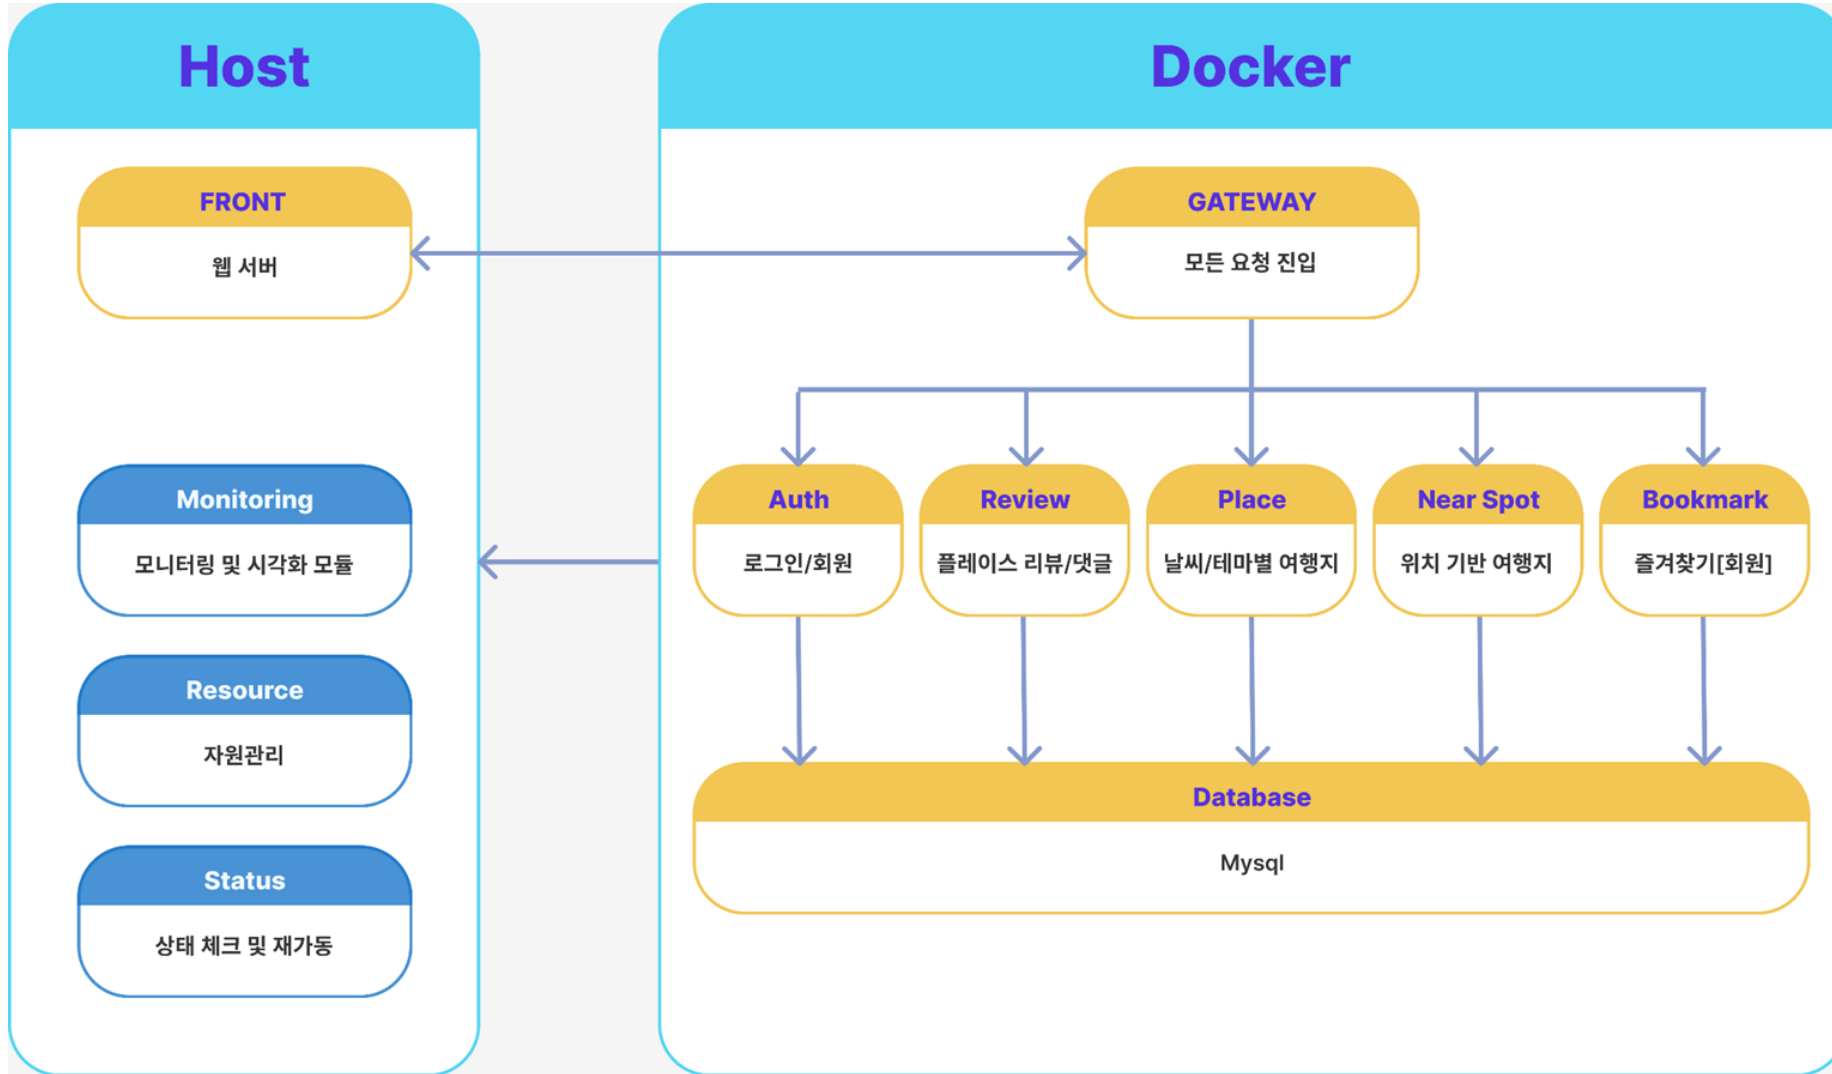 Host
FRONT
웹 서버
Monitoring
모니터링 및 시각화 모듈
Resource
자원관리
Status
상태 체크 및 재가동
Docker
GATEWAY
모든 요청 진입
Auth
로그인/회원
Review
플레이스 리뷰/댓글
Place
날씨/테마별 여행지
Near Spot
위치 기반 여행지
Bookmark
즐겨찾기[회원]
Database
Mysql